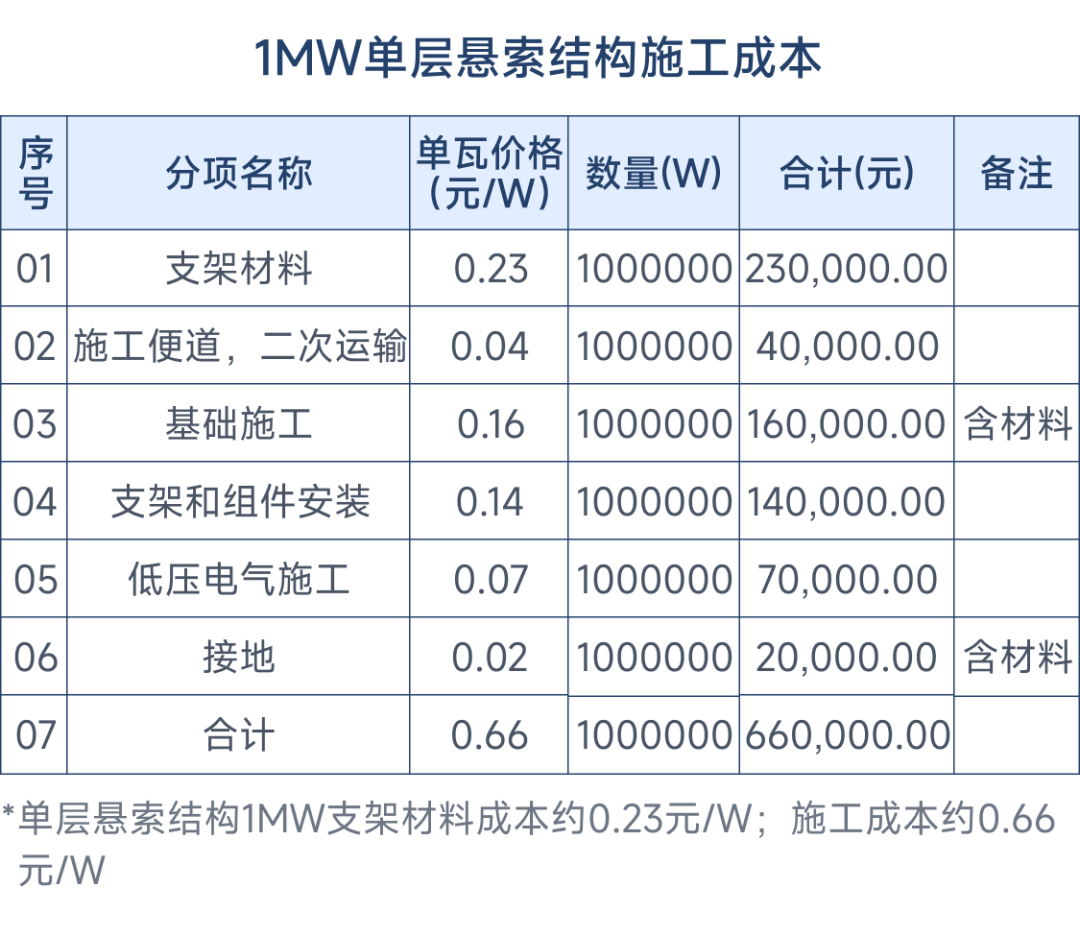 1MW单层悬索结构施工成本
序号 分项名称 单瓦价格(元/W) 数量(W) 合计(元) 备注
01 支架材料 0.23 1000000 230,000.00
02 施工便道，二次运输 0.04 1000000 40,000.00
03 基础施工 0.16 1000000 160,000.00 含材料
04 支架和组件安装 0.14 1000000 140,000.00
05 低压电气施工 0.07 1000000 70,000.00
06 接地 0.02 1000000 20,000.00 含材料
07 合计 0.66 1000000 660,000.00
*单层悬索结构1MW支架材料成本约0.23元/W；施工成本约0.66
元/W